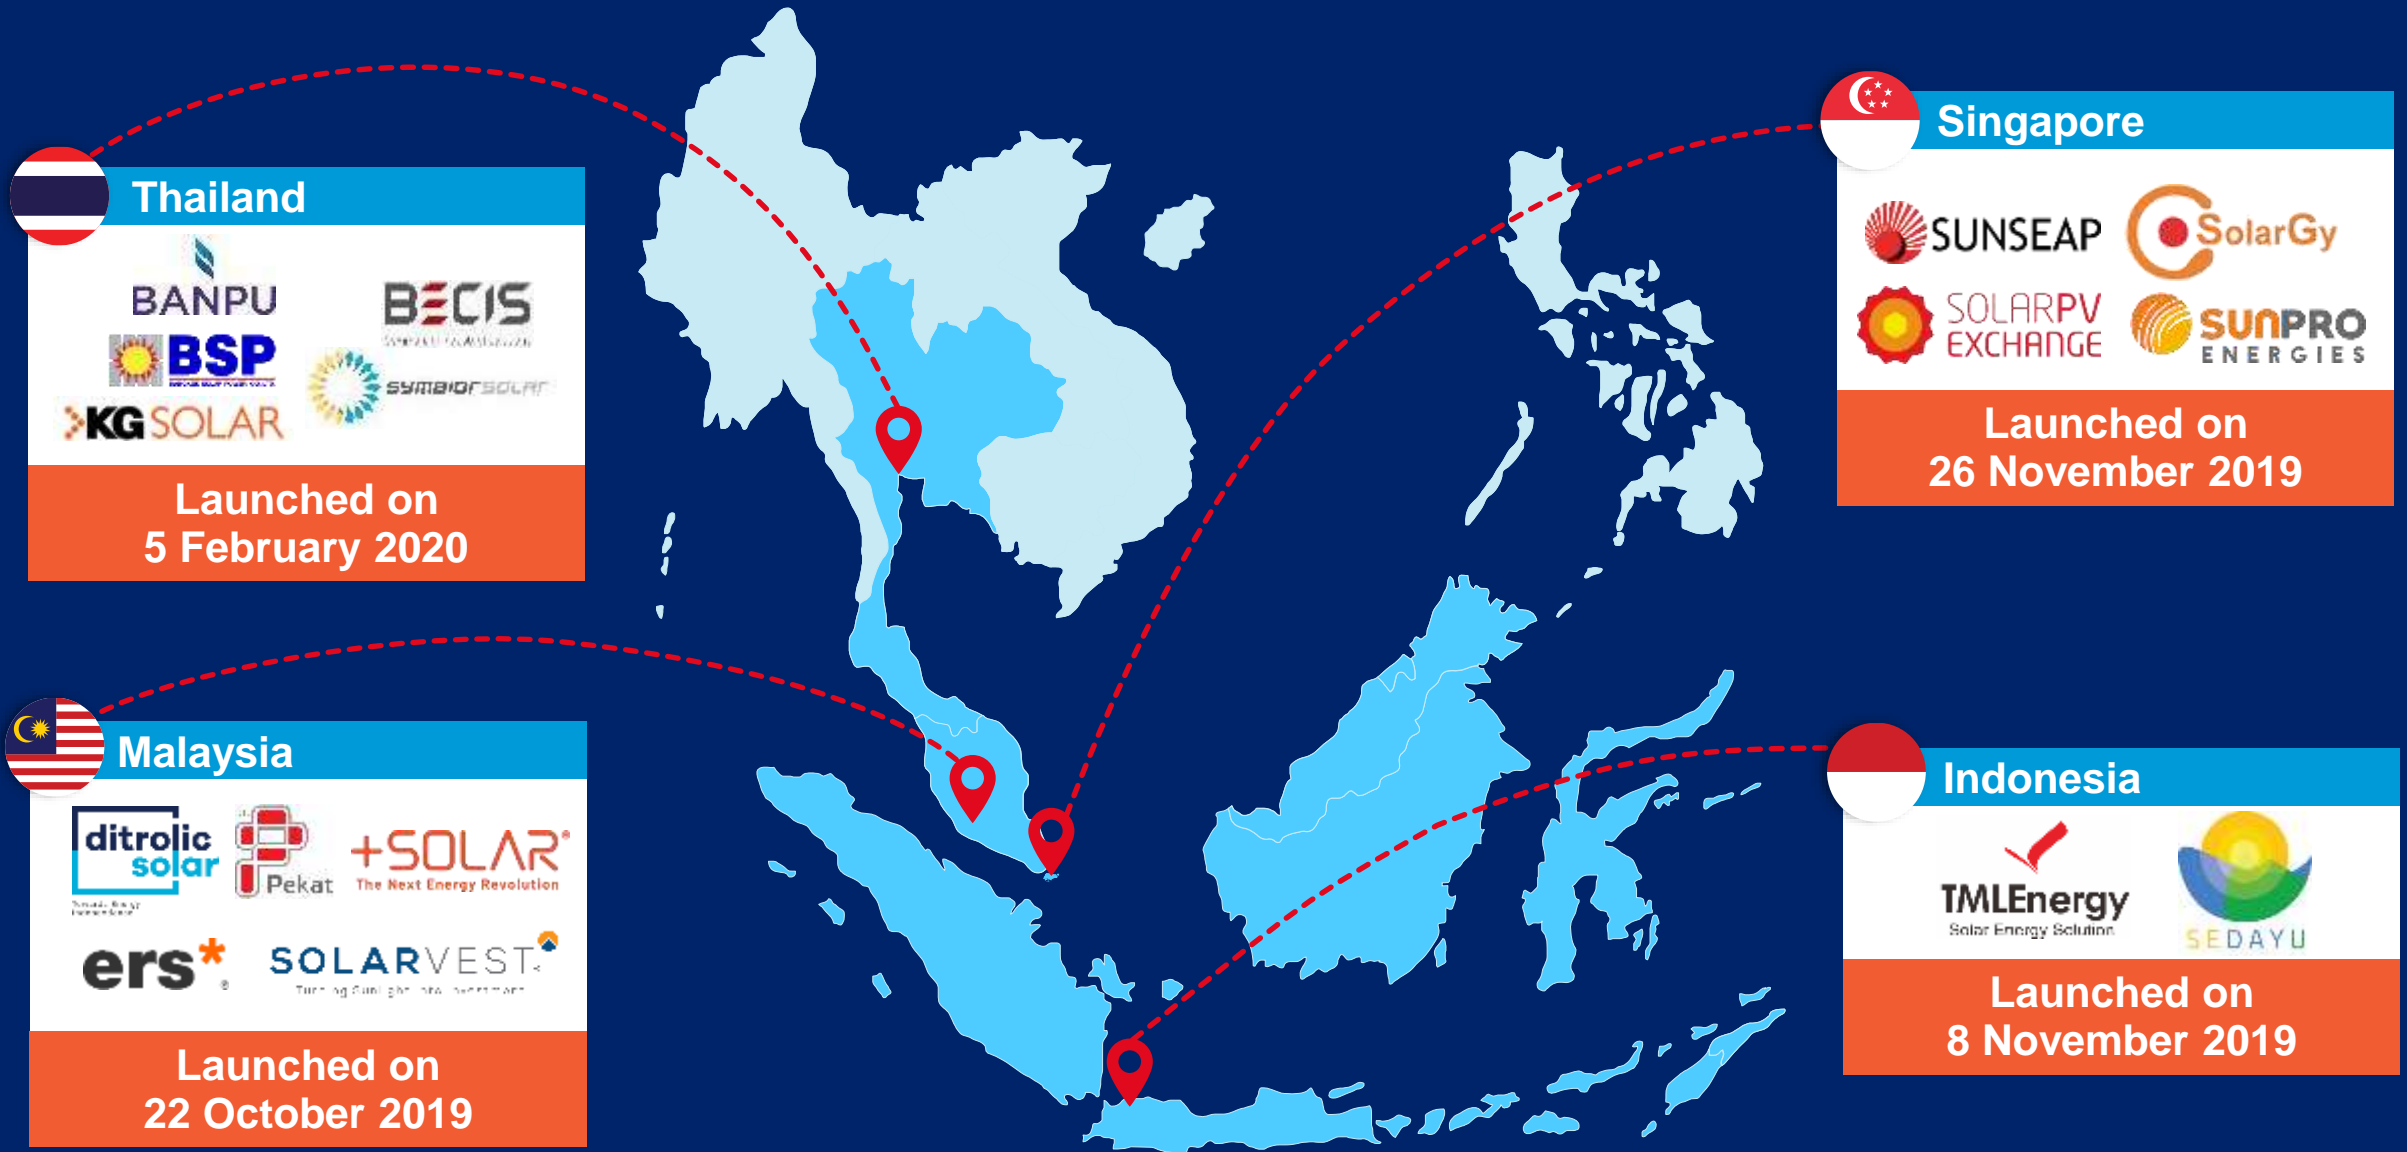 Thailand
BANPU
BECIS
BSP
symbiorsolar
KG SOLAR
Launched on
5 February 2020
Malaysia
ditrolic
solar
Pekat
+SOLAR®
The Next Energy Revolution
ers*®
SOLARVEST
Launched on
22 October 2019
Singapore
SUNSEAP
SolarGy
SOLARPV
EXCHANGE
SUNPRO
ENERGIES
Launched on
26 November 2019
Indonesia
TMLEnergy
Solar Energy Solution
SEDAYU
Launched on
8 November 2019